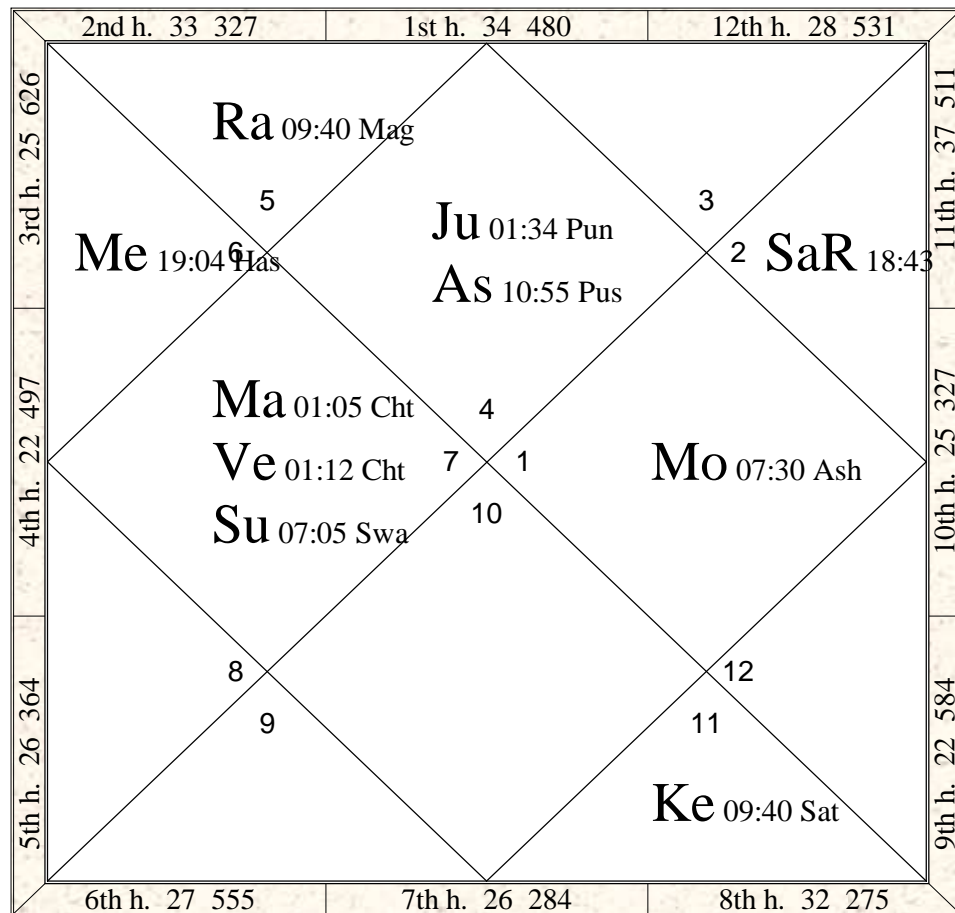 2nd h. 33 327
1st h. 34 480
12th h. 28 531
3rd h. 25 626
11th h. 37 511
Ra 09:40 Mag
5
3
Ju 01:34 Pun
Me 19:04 Has
6
2
SaR 18:43
As 10:55 Pus
4th h. 22 497
10th h. 25 327
Ma 01:05 Cht
4
Ve 01:12 Cht
7
1
Mo 07:30 Ash
10
Su 07:05 Swa
5th h. 26 364
9th h. 22 584
8
12
9
11
Ke 09:40 Sat
6th h. 27 555
7th h. 26 284
8th h. 32 275